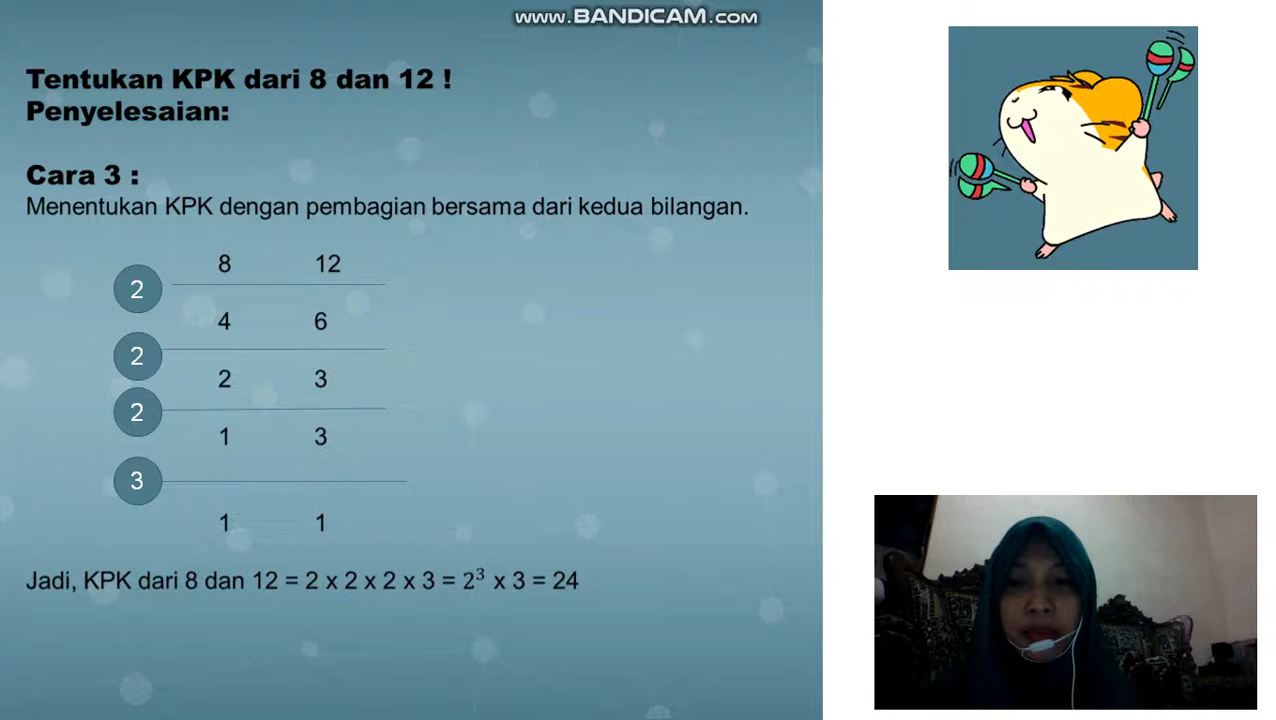 www.BANDICAM.com
Tentukan KPK dari 8 dan 12 !
Penyelesaian:
Cara 3 :
Menentukan KPK dengan pembagian bersama dari kedua bilangan.
8 12
2
4 6
2
2 3
2
1 3
3
1 1
Jadi, KPK dari 8 dan 12 = 2 x 2 x 2 x 3 = 2³ x 3 = 24